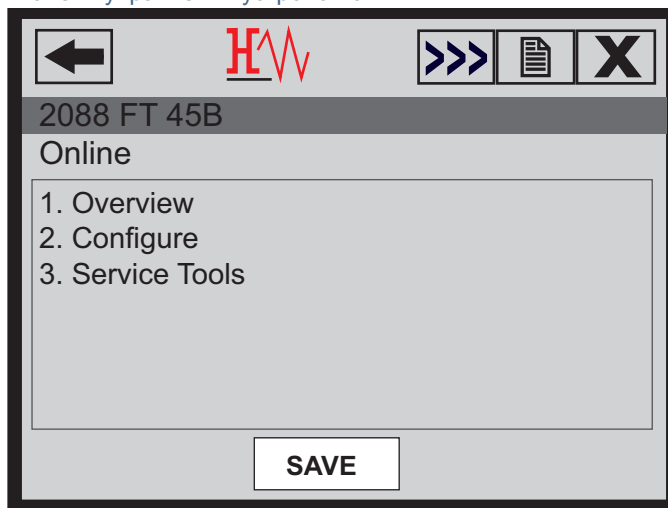 >>>
2088 FT 45B
Online
1. Overview
2. Configure
3. Service Tools
SAVE